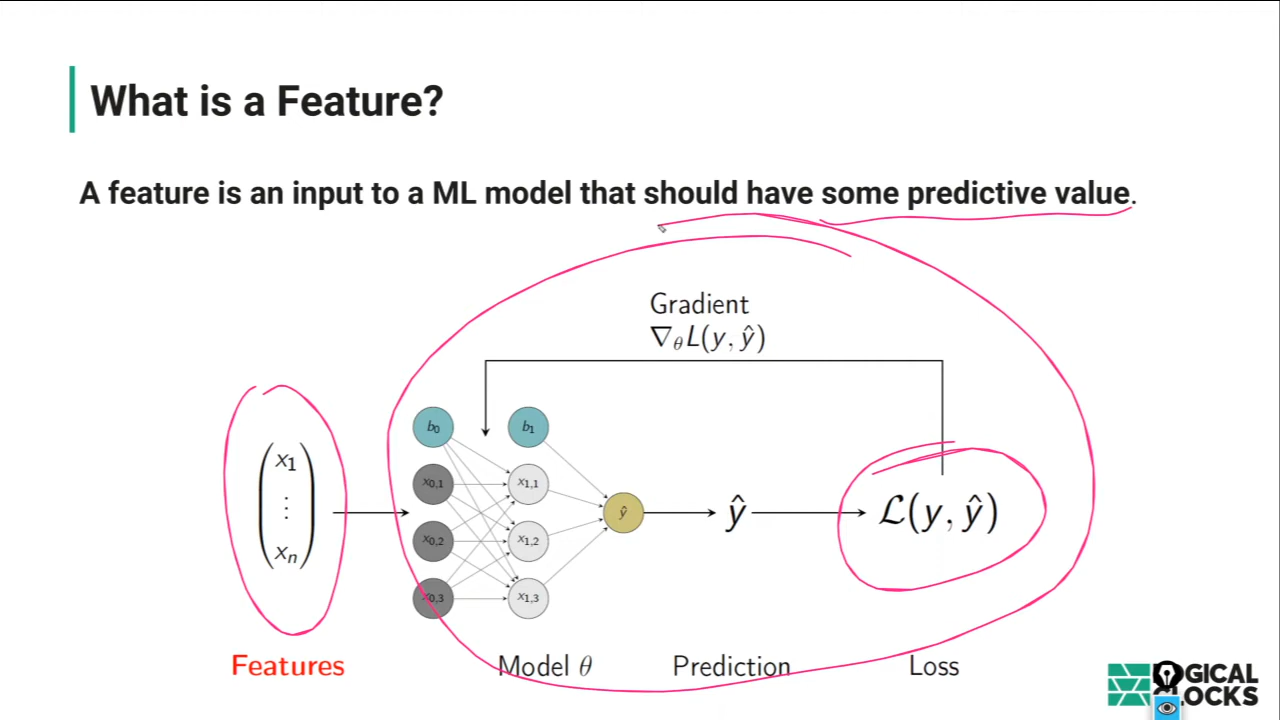 What is a Feature?
A feature is an input to a ML model that should have some predictive value.
Gradient
∇θL(y, ŷ)
b₀ b₁
x₁
x₀,₁ x₁,₁
⋮
ŷ ŷ ℒ(y, ŷ)
x₀,₂ x₁,₂
xₙ
x₀,₃ x₁,₃
Features Model θ Prediction Loss
LOGICAL
CLOCKS